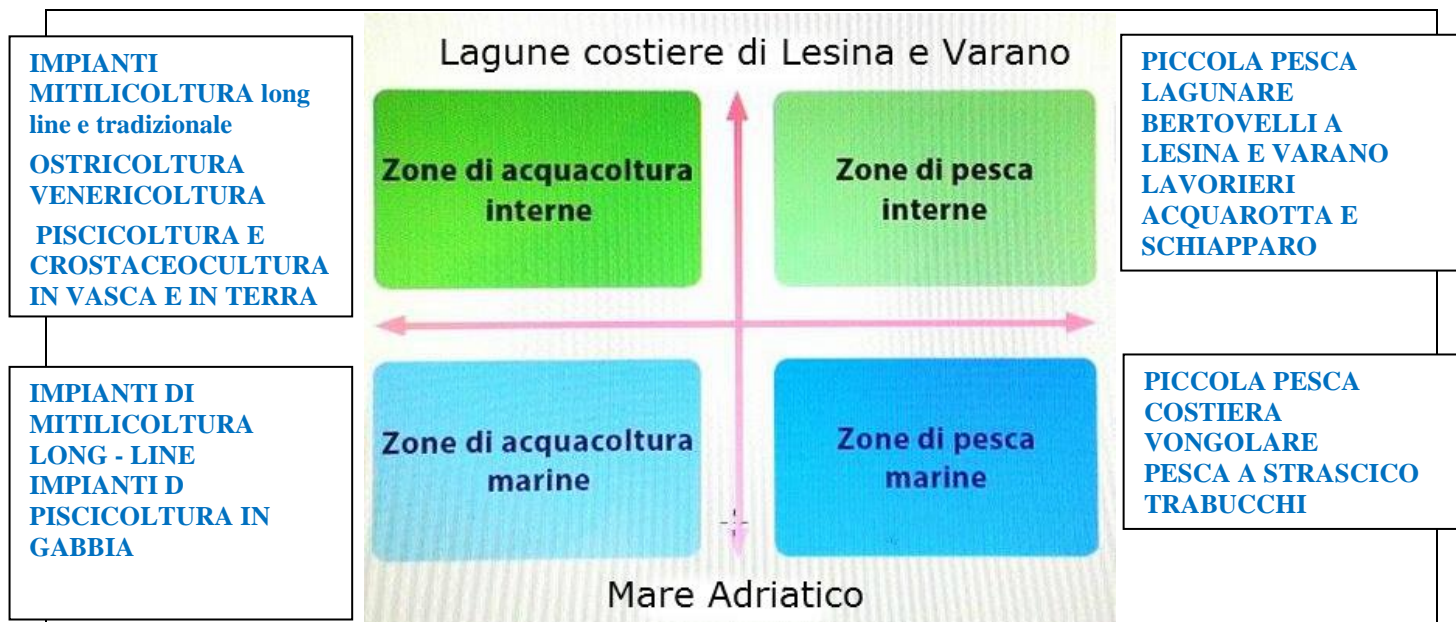 Lagune costiere di Lesina e Varano
IMPIANTI
MITILICOLTURA long
line e tradizionale
OSTRICOLTURA
VENERICOLTURA
PISCICOLTURA E
CROSTACEOCULTURA
IN VASCA E IN TERRA
Zone di acquacoltura
interne
Zone di pesca
interne
PICCOLA PESCA
LAGUNARE
BERTOVELLI A
LESINA E VARANO
LAVORIERI
ACQUAROTTA E
SCHIAPPARO
IMPIANTI DI
MITILICOLTURA
LONG - LINE
IMPIANTI D
PISCICOLTURA IN
GABBIA
Zone di acquacoltura
marine
Zone di pesca
marine
PICCOLA PESCA
COSTIERA
VONGOLARE
PESCA A STRASCICO
TRABUCCHI
Mare Adriatico